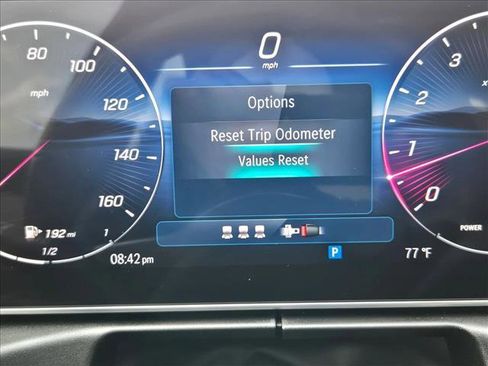 80
100
mph
120
140
160
192 mi
1
1/2
08:42 pm
0
mph
Options
Reset Trip Odometer
Values Reset
P
3
x
2
1
0
POWER
77 °F